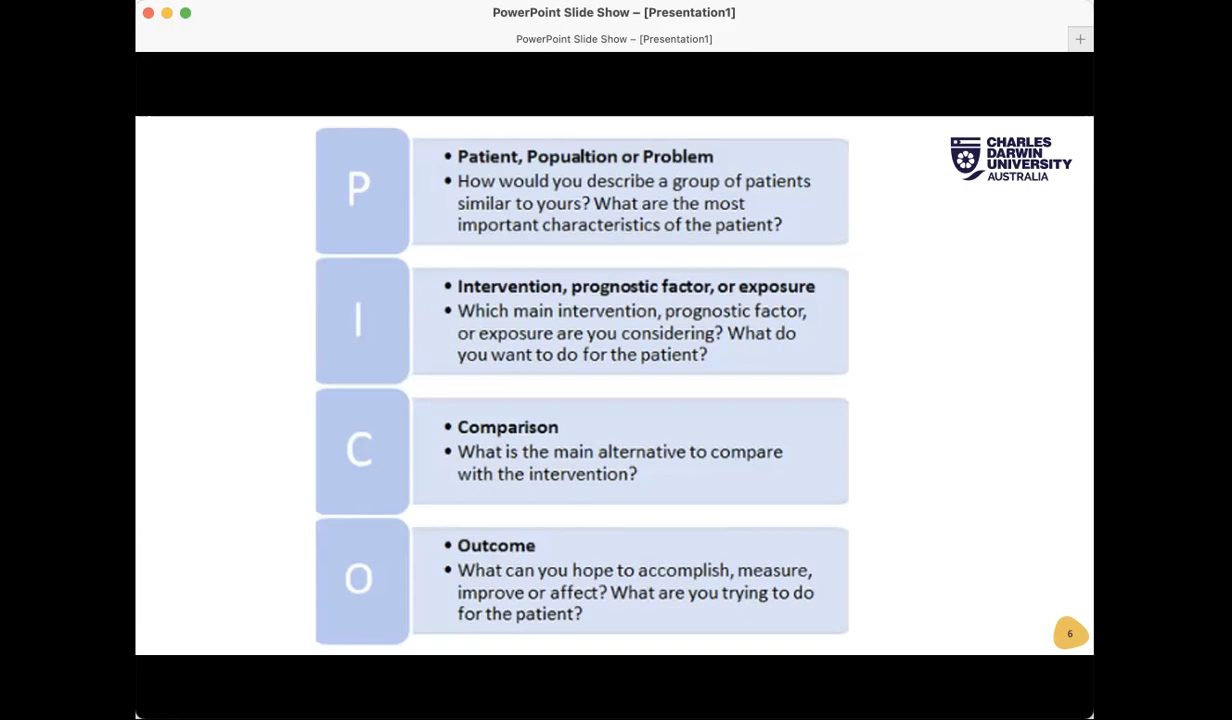 PowerPoint Slide Show – [Presentation1]
PowerPoint Slide Show – [Presentation1]
+
CHARLES
DARWIN
UNIVERSITY
AUSTRALIA
P
• Patient, Popualtion or Problem
• How would you describe a group of patients
similar to yours? What are the most
important characteristics of the patient?
I
• Intervention, prognostic factor, or exposure
• Which main intervention, prognostic factor,
or exposure are you considering? What do
you want to do for the patient?
C
• Comparison
• What is the main alternative to compare
with the intervention?
O
• Outcome
• What can you hope to accomplish, measure,
improve or affect? What are you trying to do
for the patient?
6